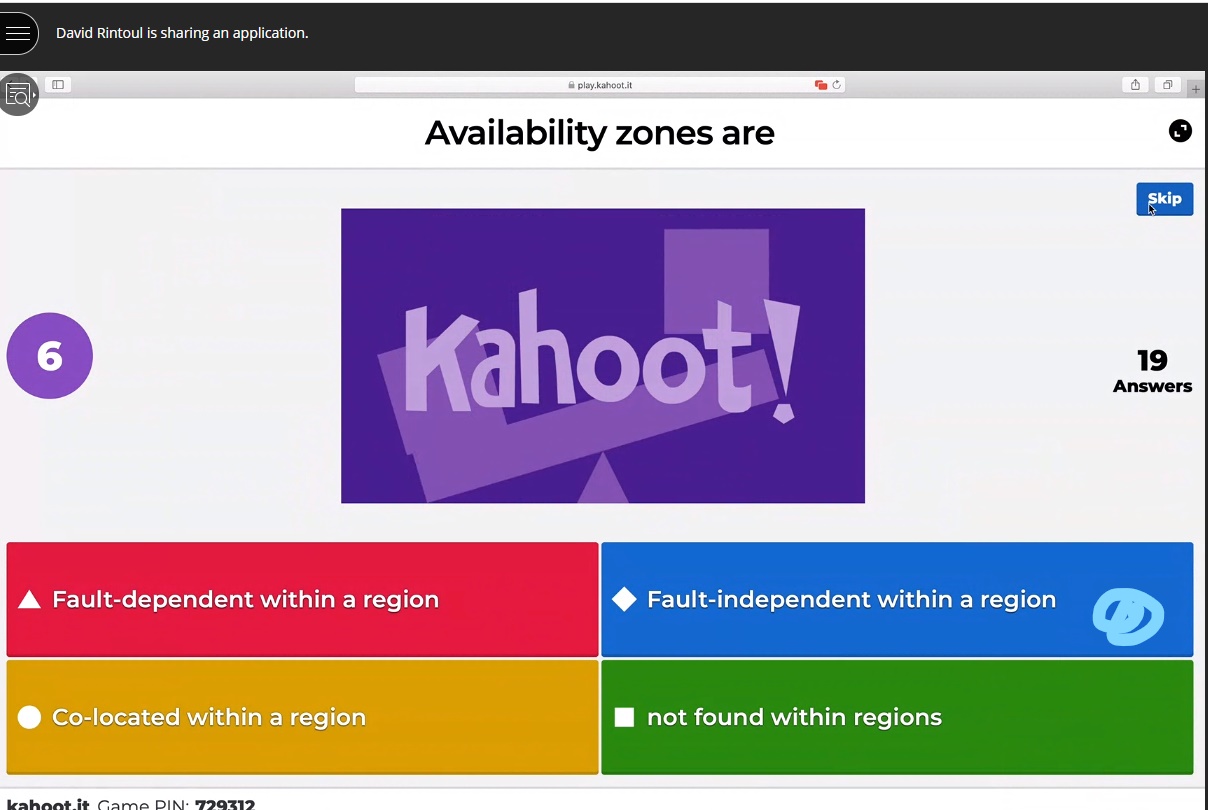 David Rintoul is sharing an application.
play.kahoot.it
Availability zones are
Skip
Kahoot!
6
19
Answers
Fault-dependent within a region
Fault-independent within a region
Co-located within a region
not found within regions
kahoot.it Game PIN: 729312